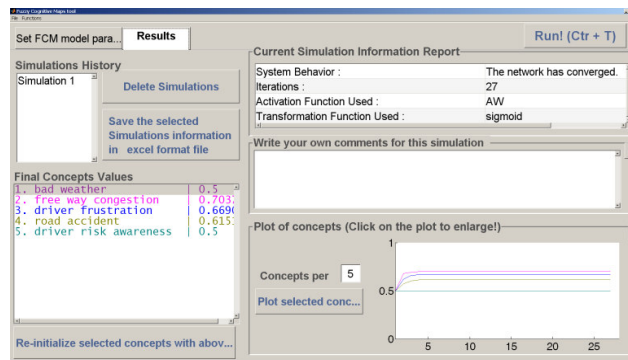 Fuzzy Cognitive Maps tool
File Functions
Set FCM model para... Results
Run! (Ctr + T)
Simulations History
Simulation 1
Delete Simulations
Save the selected
Simulations information
in excel format file
Current Simulation Information Report
System Behavior : The network has converged.
Iterations : 27
Activation Function Used : AW
Transformation Function Used : sigmoid
Write your own comments for this simulation
Final Concepts Values
1. bad weather | 0.5
2. free way congestion | 0.703
3. driver frustration | 0.669
4. road accident | 0.615
5. driver risk awareness | 0.5
Re-initialize selected concepts with abov...
Plot of concepts (Click on the plot to enlarge!)
Concepts per 5
Plot selected conc...
1
0.5
0
5 10 15 20 25